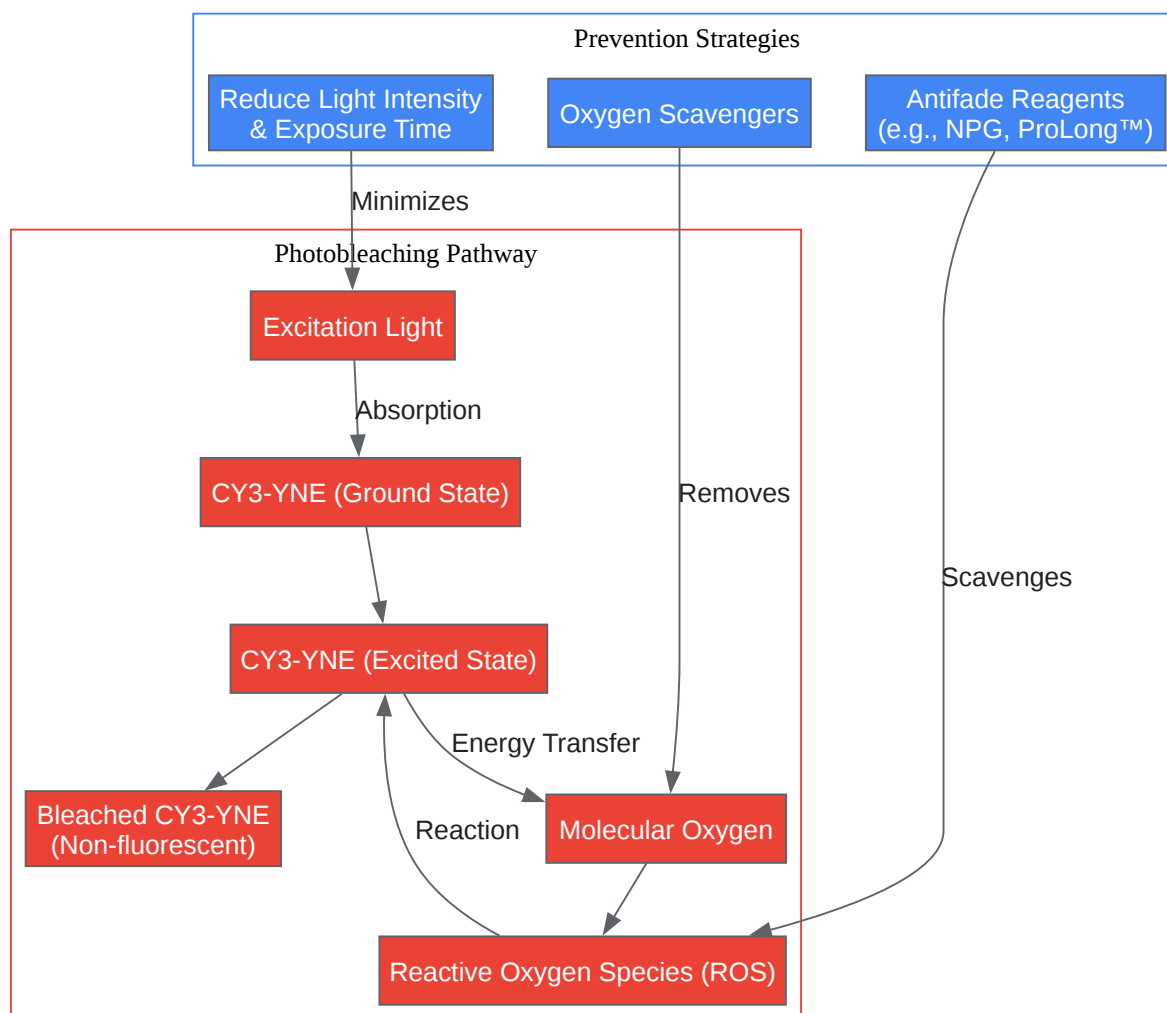 Prevention Strategies
Reduce Light Intensity
& Exposure Time
Oxygen Scavengers
Antifade Reagents
(e.g., NPG, ProLong™)
Minimizes
Photobleaching Pathway
Excitation Light
Absorption
CY3-YNE (Ground State)
Removes
Scavenges
CY3-YNE (Excited State)
Energy Transfer
Bleached CY3-YNE
(Non-fluorescent)
Reaction
Molecular Oxygen
Reactive Oxygen Species (ROS)